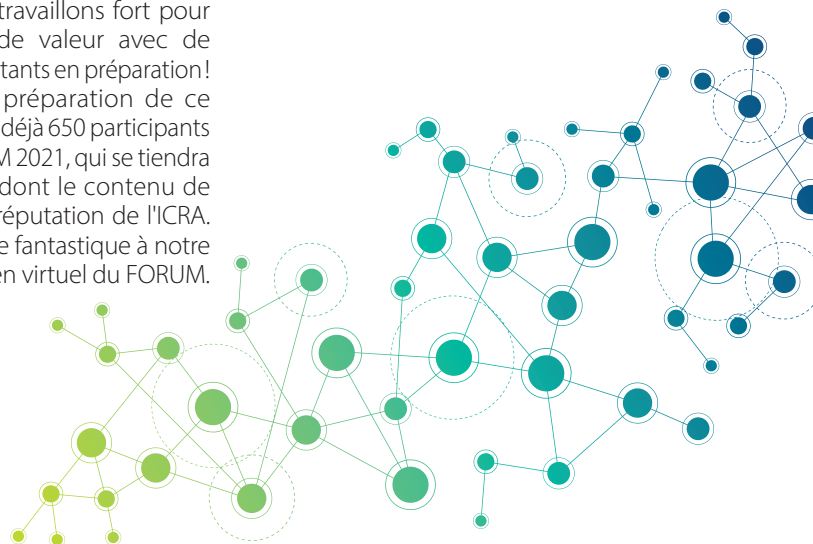 travaillons fort pour
de valeur avec de
tants en préparation!
préparation de ce
déjà 650 participants
M 2021, qui se tiendra
dont le contenu de
réputation de l'ICRA.
e fantastique à notre
en virtuel du FORUM.